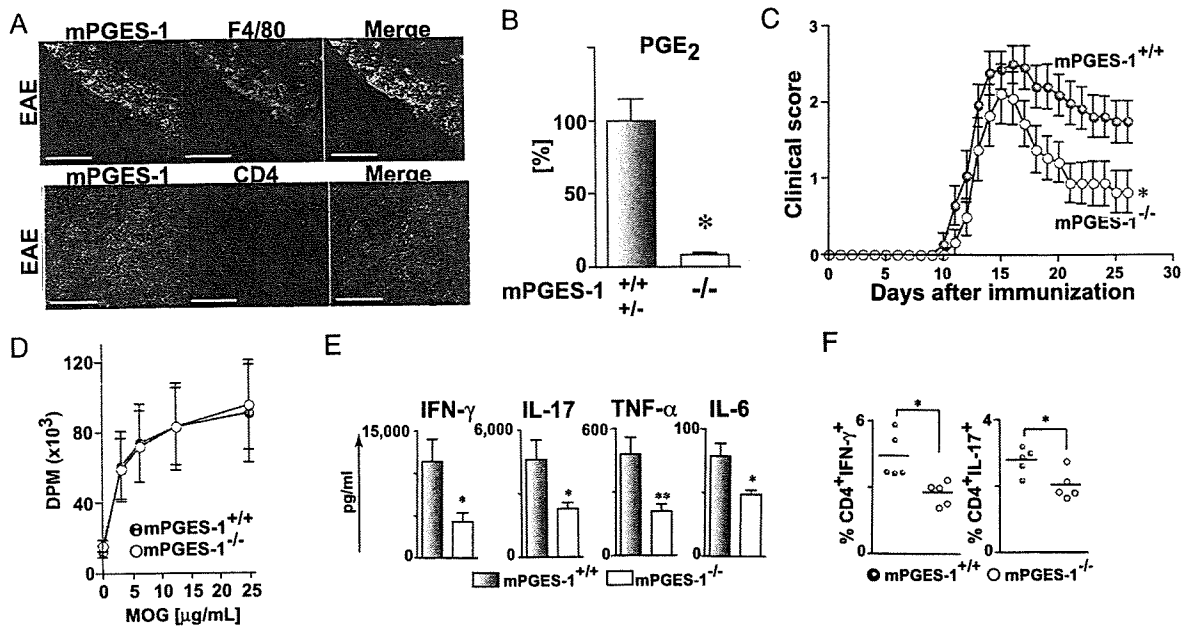 A
mPGES-1 F4/80 Merge
EAE
mPGES-1 CD4 Merge
EAE
B
PGE2
[%]
100
50
0
*
mPGES-1 +/+ -/-
+/-
C
Clinical score
3
2
1
0
mPGES-1+/+
*
mPGES-1-/-
0 5 10 15 20 25 30
Days after immunization
D
DPM (x10³)
120
80
40
0
mPGES-1+/+
mPGES-1-/-
0 5 10 15 20 25
MOG [µg/mL]
E
pg/ml
IFN-γ IL-17 TNF-α IL-6
15,000 6,000 600 100
* * ** *
0 0 0 0
mPGES-1+/+ mPGES-1-/-
F
% CD4+IFN-γ+
6
0
*
% CD4+IL-17+
4
0
*
mPGES-1+/+ mPGES-1-/-